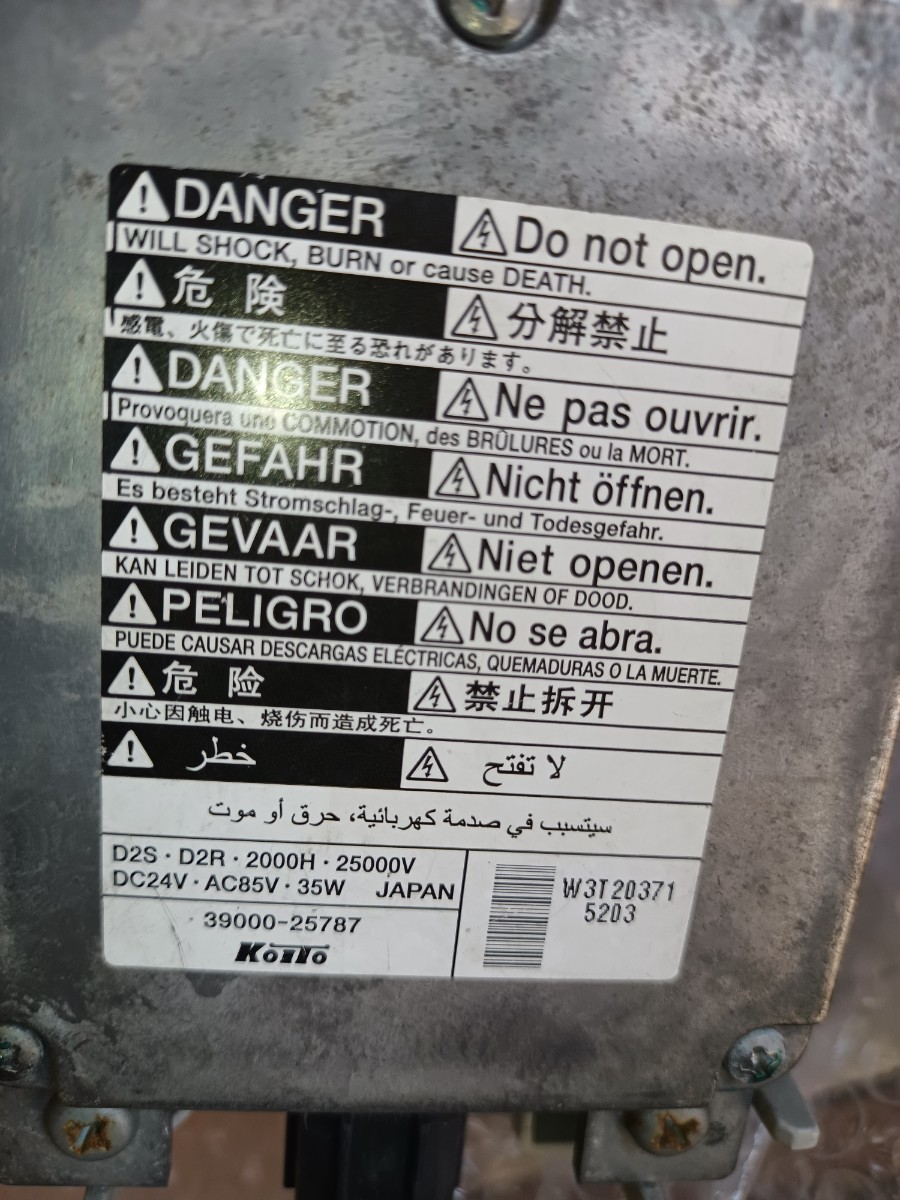 DANGER Do not open.
WILL SHOCK, BURN or cause DEATH.
危険 分解禁止
感電、火傷で死亡に至る恐れがあります。
DANGER Ne pas ouvrir.
Provoquera une COMMOTION, des BRÛLURES ou la MORT.
GEFAHR Nicht öffnen.
Es besteht Stromschlag-, Feuer- und Todesgefahr.
GEVAAR Niet openen.
KAN LEIDEN TOT SCHOK, VERBRANDINGEN OF DOOD.
PELIGRO No se abra.
PUEDE CAUSAR DESCARGAS ELÉCTRICAS, QUEMADURAS O LA MUERTE.
危险 禁止拆开
小心因触电、烧伤而造成死亡。
خطر لا تفتح
سيتسبب في صدمة كهربائية، حرق أو موت
D2S · D2R · 2000H · 25000V
DC24V · AC85V · 35W JAPAN
39000-25787
KOITO
W3T20371
5203